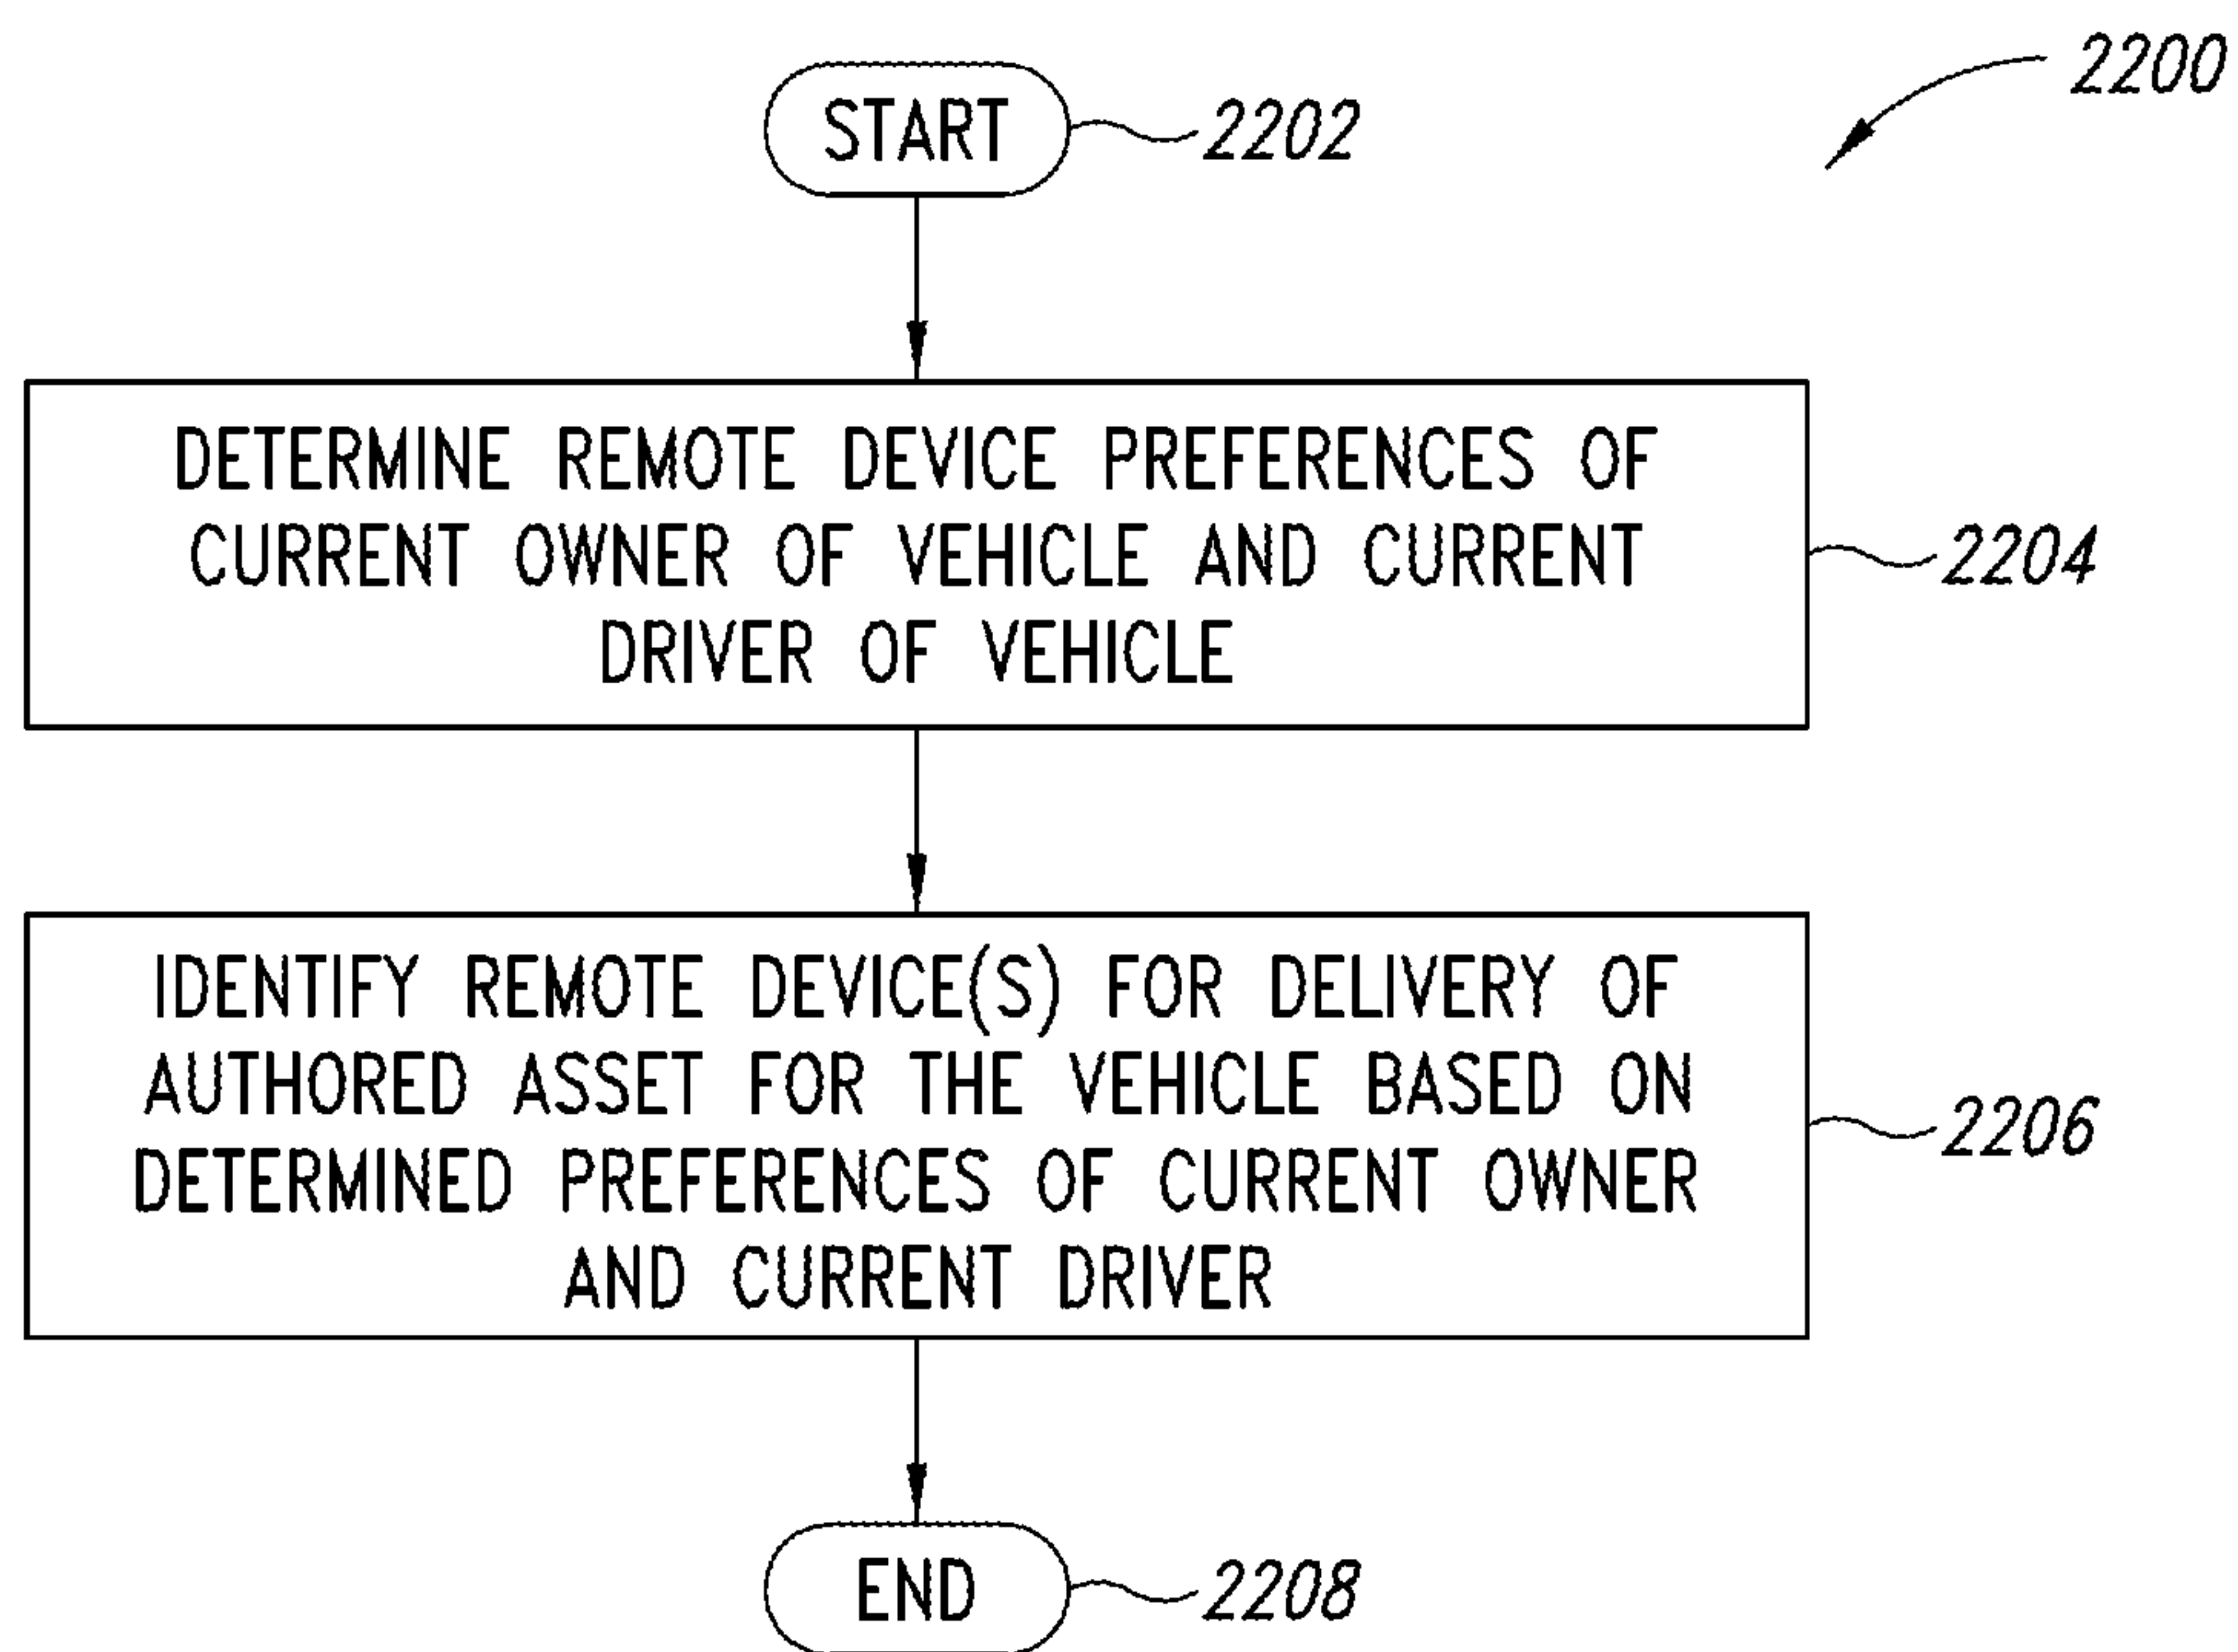 2200
START
2202
DETERMINE REMOTE DEVICE PREFERENCES OF
CURRENT OWNER OF VEHICLE AND CURRENT
DRIVER OF VEHICLE
2204
IDENTIFY REMOTE DEVICE(S) FOR DELIVERY OF
AUTHORED ASSET FOR THE VEHICLE BASED ON
DETERMINED PREFERENCES OF CURRENT OWNER
AND CURRENT DRIVER
2206
END
2208